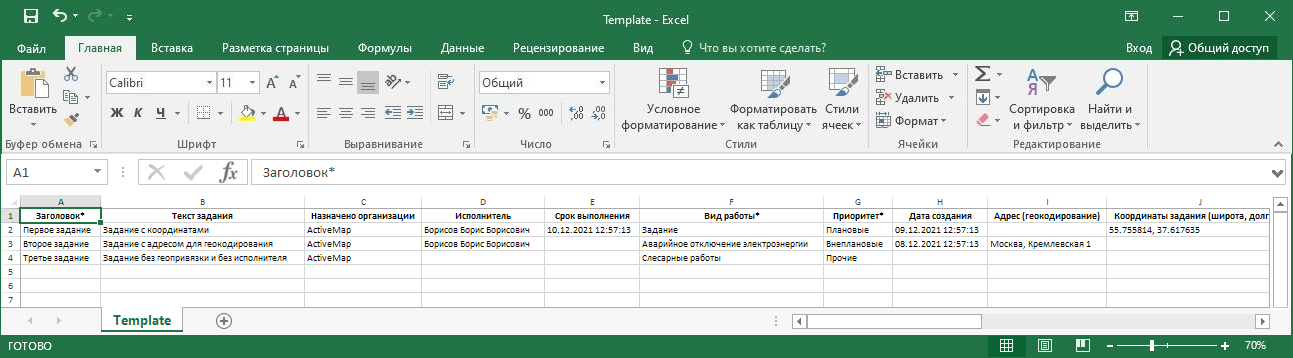 Template - Excel
Файл Главная Вставка Разметка страницы Формулы Данные Рецензирование Вид Что вы хотите сделать? Вход Общий доступ
Calibri 11 Общий Вставить
Вставить Условное форматирование Форматировать как таблицу Стили ячеек Удалить Сортировка и фильтр Найти и выделить
Ж К Ч % 000 Формат
Буфер обмена Шрифт Выравнивание Число Стили Ячейки Редактирование
A1 fx Заголовок*
A B C D E F G H I J
1 Заголовок* Текст задания Назначено организации Исполнитель Срок выполнения Вид работы* Приоритет* Дата создания Адрес (геокодирование) Координаты задания (широта, долг
2 Первое задание Задание с координатами ActiveMap Борисов Борис Борисович 10.12.2021 12:57:13 Задание Плановые 09.12.2021 12:57:13 55.755814, 37.617635
3 Второе задание Задание с адресом для геокодирования ActiveMap Борисов Борис Борисович Аварийное отключение электроэнергии Внеплановые 08.12.2021 12:57:13 Москва, Кремлевская 1
4 Третье задание Задание без геопривязки и без исполнителя ActiveMap Слесарные работы Прочие
5
6
7
Template
ГОТОВО 70%